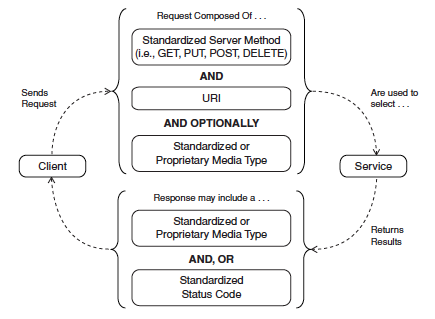 Request Composed Of . . .
Standardized Server Method
(i.e., GET, PUT, POST, DELETE)
AND
URI
AND OPTIONALLY
Standardized or
Proprietary Media Type
Sends
Request
Are used to
select . . .
Client
Service
Response may include a . . .
Standardized or
Proprietary Media Type
AND, OR
Standardized
Status Code
Returns
Results